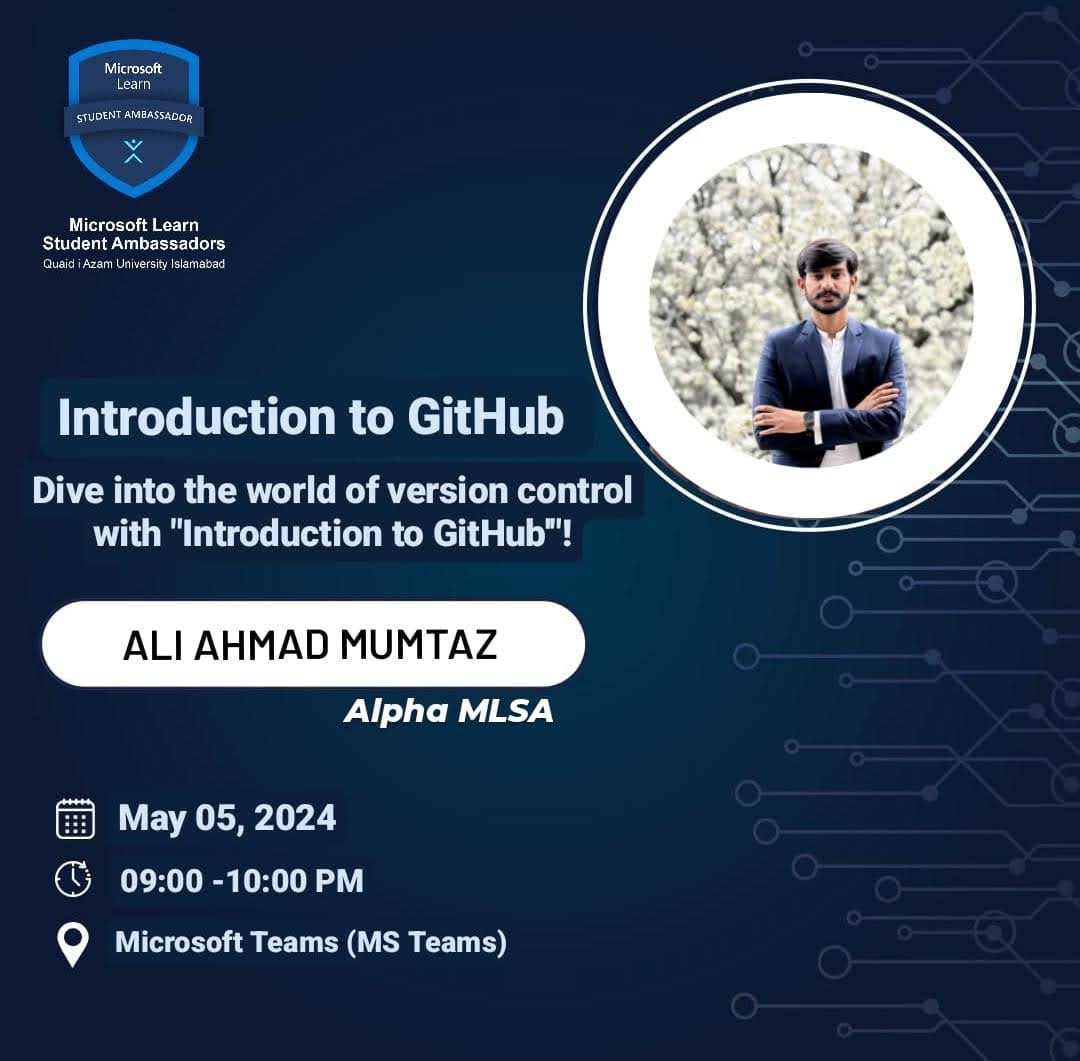 Microsoft
Learn
STUDENT AMBASSADOR
Microsoft Learn
Student Ambassadors
Quaid i Azam University Islamabad
Introduction to GitHub
Dive into the world of version control
with "Introduction to GitHub'"!
ALI AHMAD MUMTAZ
Alpha MLSA
May 05, 2024
09:00 -10:00 PM
Microsoft Teams (MS Teams)